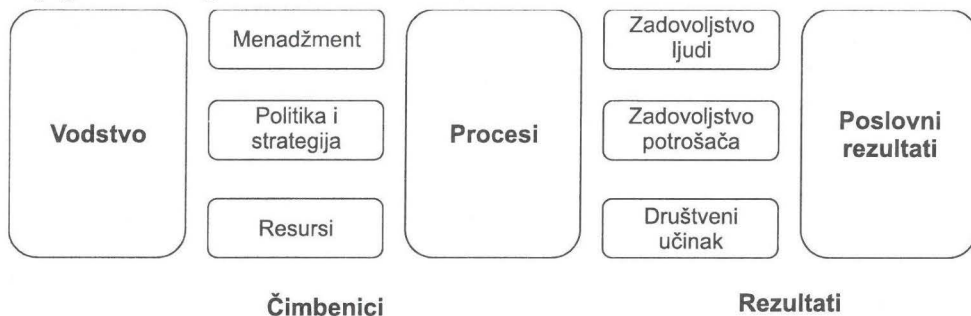 Vodstvo
Menadžment
Politika i
strategija
Resursi
Procesi
Zadovoljstvo
ljudi
Zadovoljstvo
potrošača
Društveni
učinak
Poslovni
rezultati
Čimbenici
Rezultati